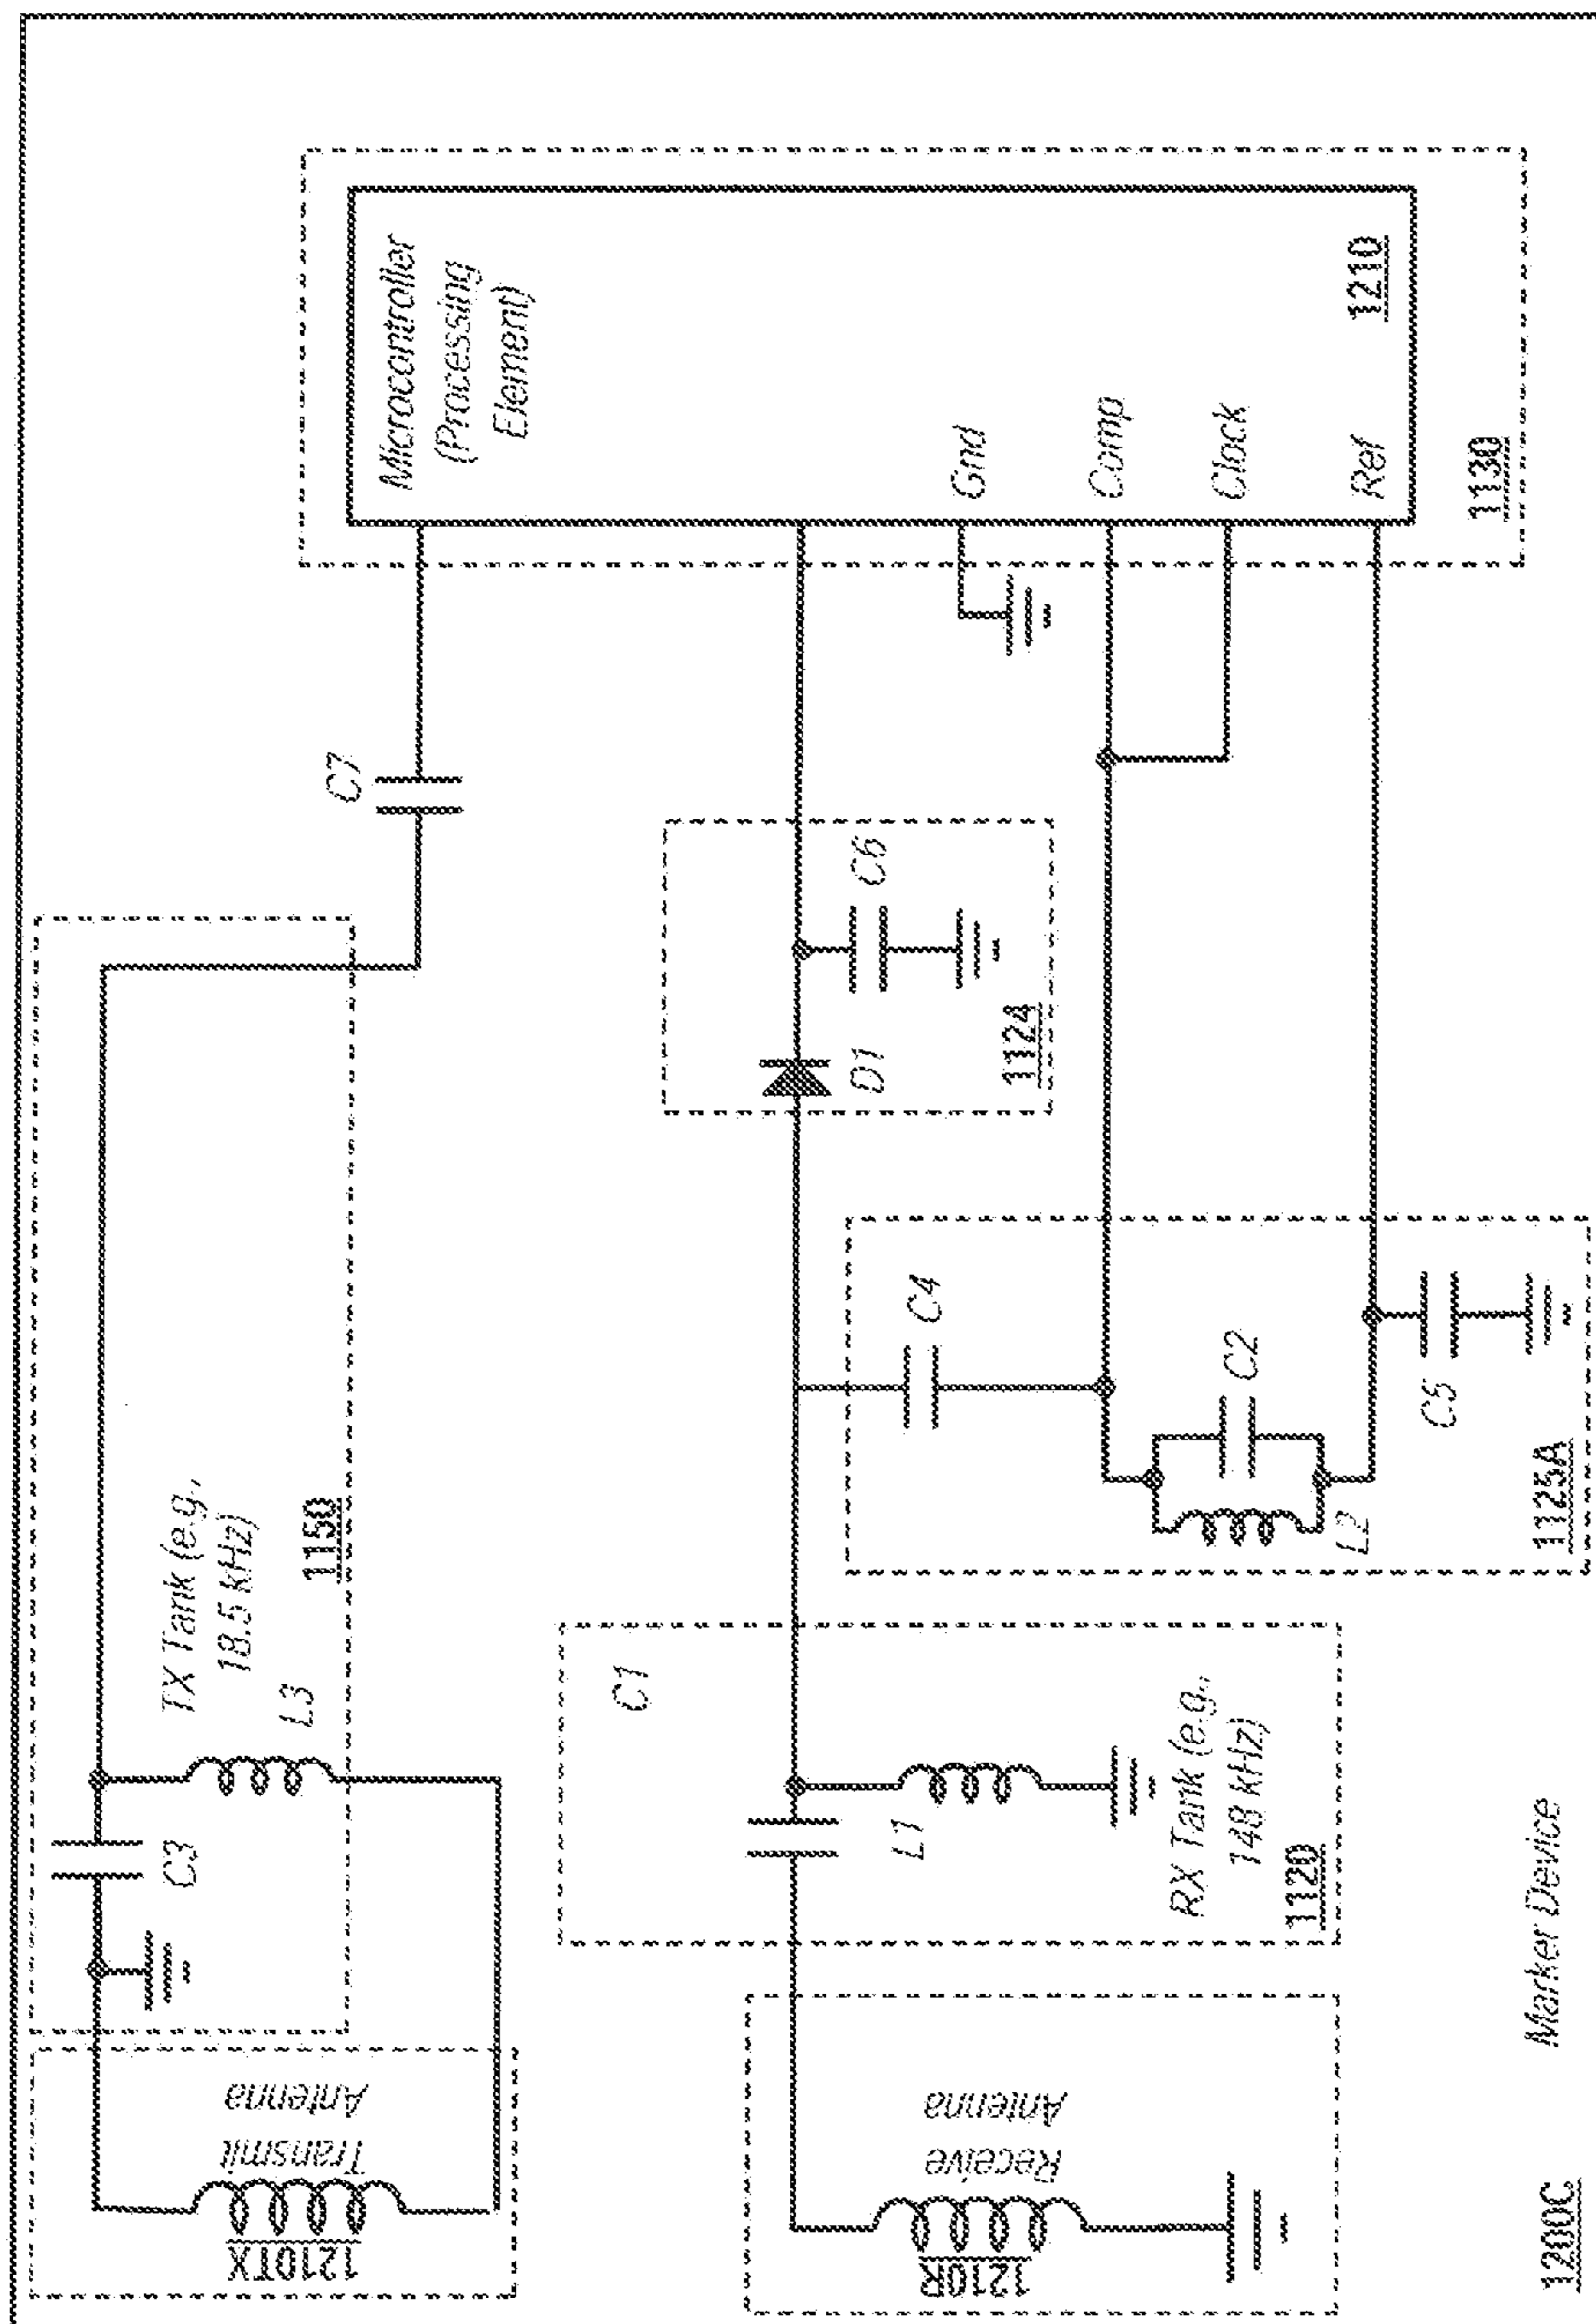 C7
Microcontroller
(Processing
Element)
Gnd
Comp
Clock
Ref
1210
1130
TX Tank (e.g.,
18.5 kHz)
1150
L3
C3
Transmit
Antenna
1210TX
C6
D1
1124
C4
C2
L2
C5
1125A
C1
L1
RX Tank (e.g.,
148 kHz)
1120
Receive
Antenna
1210R
1200C
Marker Device